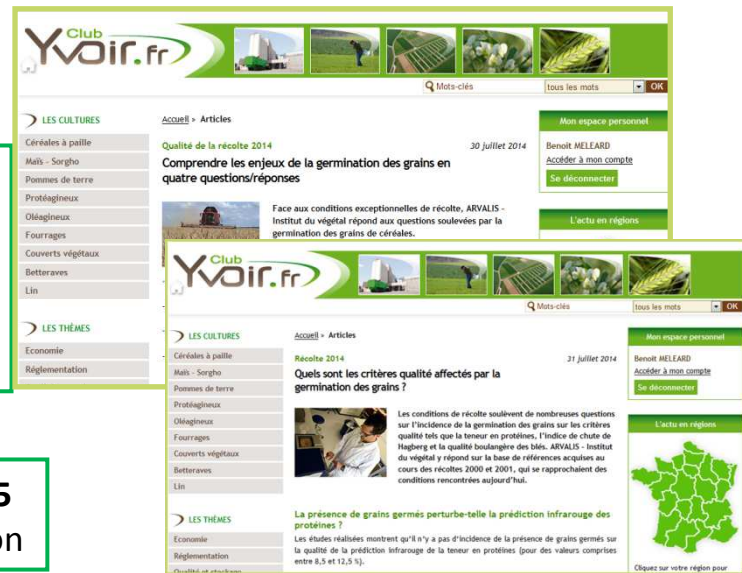 Club
Yvoir.fr
Mots-clés
tous les mots
OK
LES CULTURES
Céréales à paille
Maïs - Sorgho
Pommes de terre
Protéagineux
Oléagineux
Fourrages
Couverts végétaux
Betteraves
Lin
LES THÈMES
Economie
Réglementation
Accueil > Articles
Qualité de la récolte 2014
30 juillet 2014
Comprendre les enjeux de la germination des grains en
quatre questions/réponses
Face aux conditions exceptionnelles de récolte, ARVALIS -
Institut du végétal répond aux questions soulevées par la
germination des grains de céréales.
Mon espace personnel
Benoit MELEARD
Accéder à mon compte
Se déconnecter
L'actu en régions
Club
Yvoir.fr
Mots-clés
tous les mots
OK
LES CULTURES
Céréales à paille
Maïs - Sorgho
Pommes de terre
Protéagineux
Oléagineux
Fourrages
Couverts végétaux
Betteraves
Lin
LES THÈMES
Economie
Réglementation
Qualité et stockage
Accueil > Articles
Récolte 2014
31 juillet 2014
Quels sont les critères qualité affectés par la
germination des grains ?
Les conditions de récolte soulèvent de nombreuses questions
sur l'incidence de la germination des grains sur les critères
qualité tels que la teneur en protéines, l'indice de chute de
Hagberg et la qualité boulangère des blés. ARVALIS - Institut
du végétal y répond sur la base de références acquises au
cours des récoltes 2000 et 2001, qui se rapprochent des
conditions rencontrées aujourd'hui.
La présence de grains germés perturbe-telle la prédiction infrarouge des
protéines ?
Les études réalisées montrent qu'il n'y a pas d'incidence de la présence de grains germés sur
la qualité de la prédiction infrarouge de la teneur en protéines (pour des valeurs comprises
entre 8,5 et 12,5 %).
Mon espace personnel
Benoit MELEARD
Accéder à mon compte
Se déconnecter
L'actu en régions
Cliquez sur votre région pour
5
on